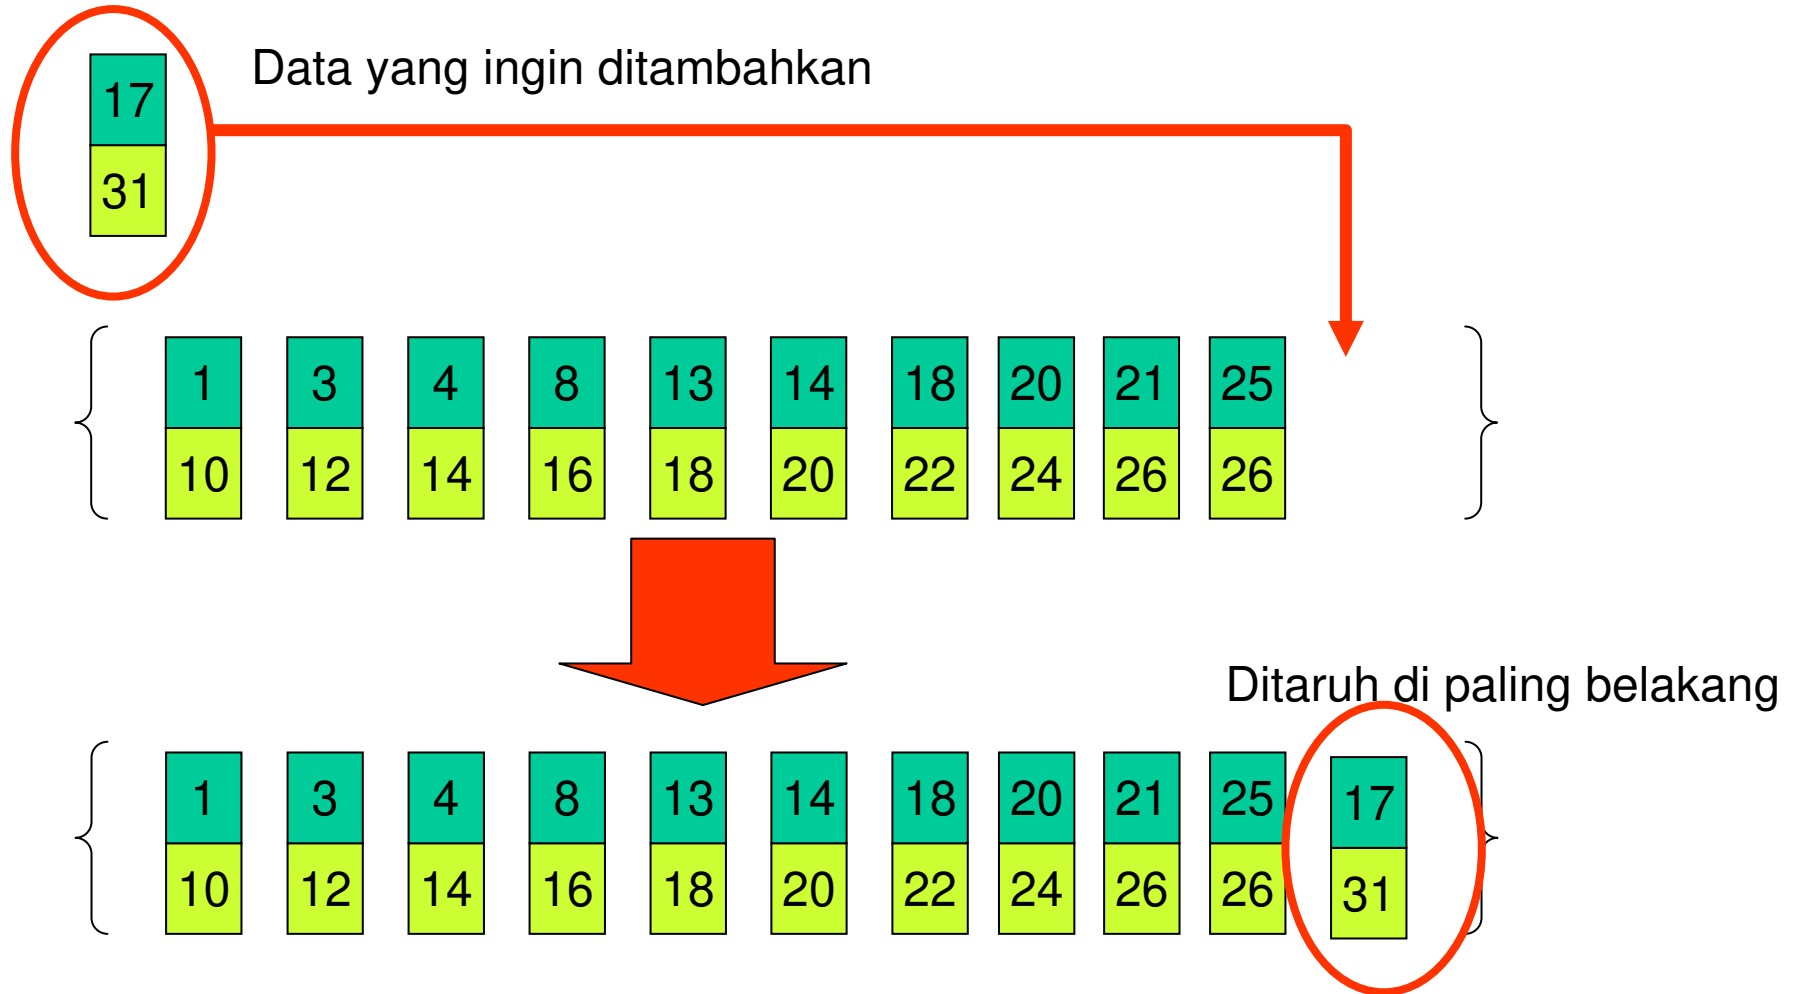 Data yang ingin ditambahkan
17
31
1 3 4 8 13 14 18 20 21 25
10 12 14 16 18 20 22 24 26 26
Ditaruh di paling belakang
1 3 4 8 13 14 18 20 21 25 17
10 12 14 16 18 20 22 24 26 26 31